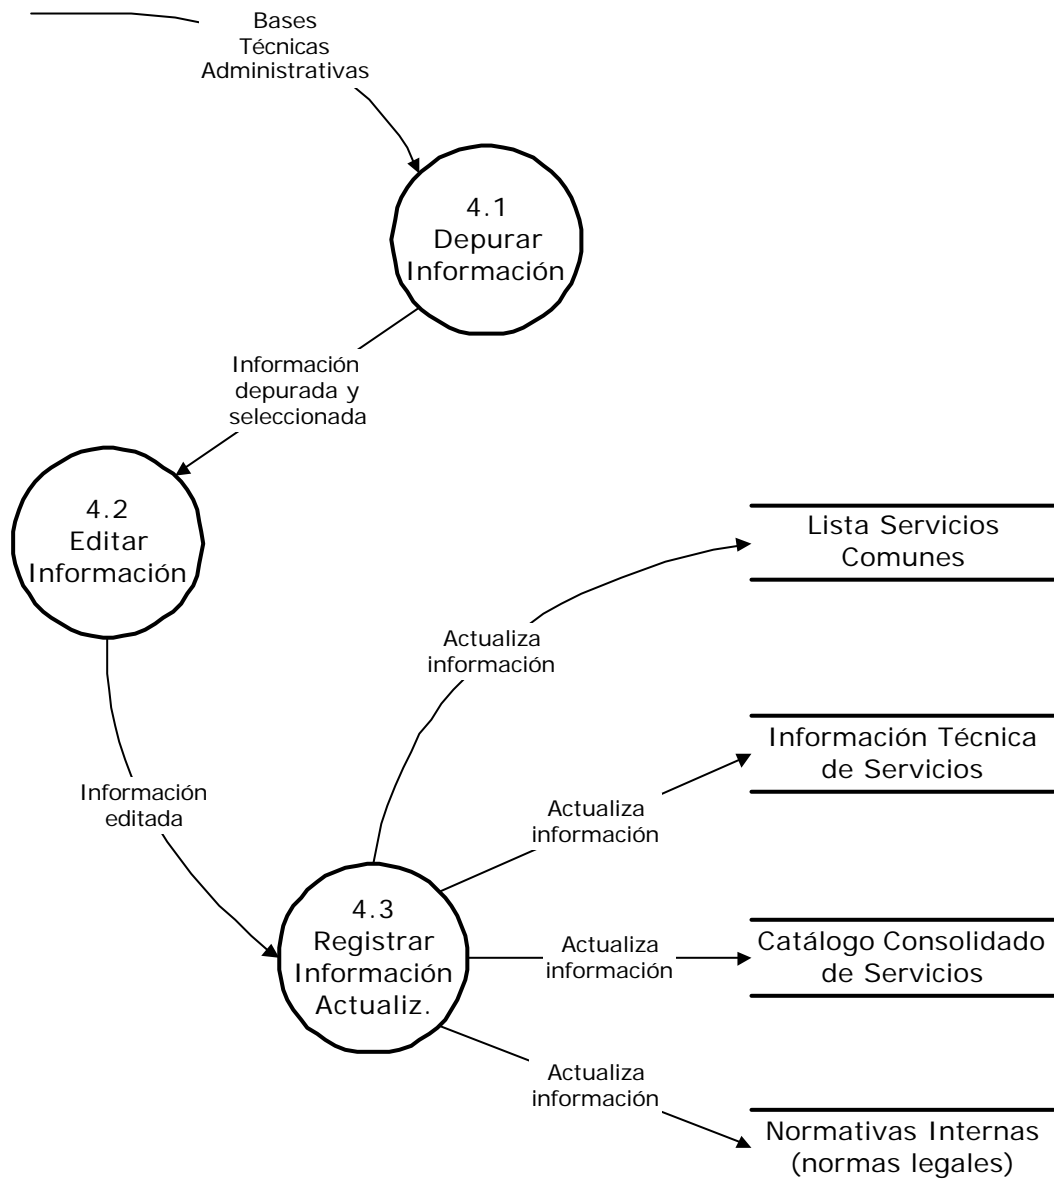 Bases
Técnicas
Administrativas
4.1
Depurar
Información
Información
depurada y
seleccionada
4.2
Editar
Información
Lista Servicios
Comunes
Actualiza
información
Información Técnica
de Servicios
Información
editada
Actualiza
información
4.3
Registrar
Información
Actualiz.
Actualiza
información
Catálogo Consolidado
de Servicios
Actualiza
información
Normativas Internas
(normas legales)